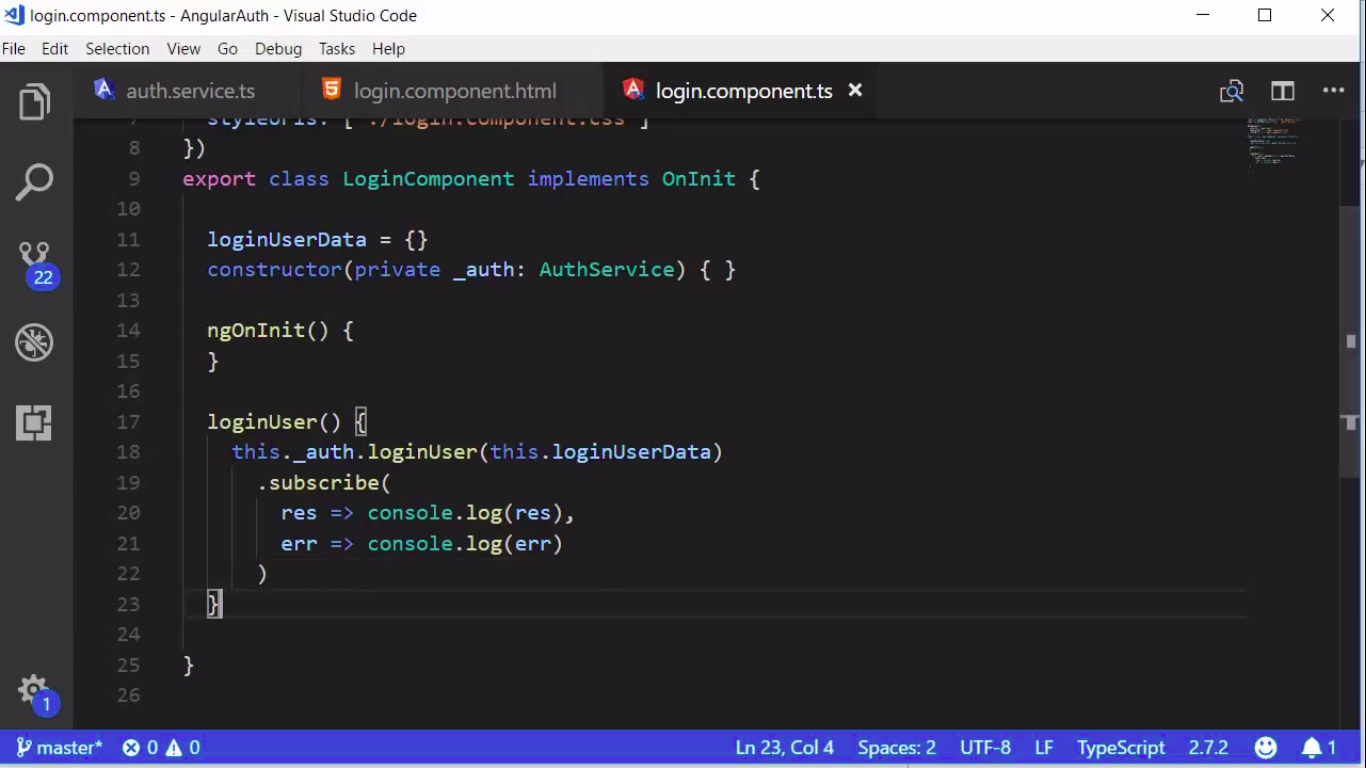 login.component.ts - AngularAuth - Visual Studio Code
File Edit Selection View Go Debug Tasks Help
auth.service.ts login.component.html login.component.ts
7 styleUrls: ['./login.component.css']
8 })
9 export class LoginComponent implements OnInit {
10
11 loginUserData = {}
12 constructor(private _auth: AuthService) { }
13
14 ngOnInit() {
15 }
16
17 loginUser() {
18 this._auth.loginUser(this.loginUserData)
19 .subscribe(
20 res => console.log(res),
21 err => console.log(err)
22 )
23 }
24
25 }
26
22
1
master* 0 0 Ln 23, Col 4 Spaces: 2 UTF-8 LF TypeScript 2.7.2 1